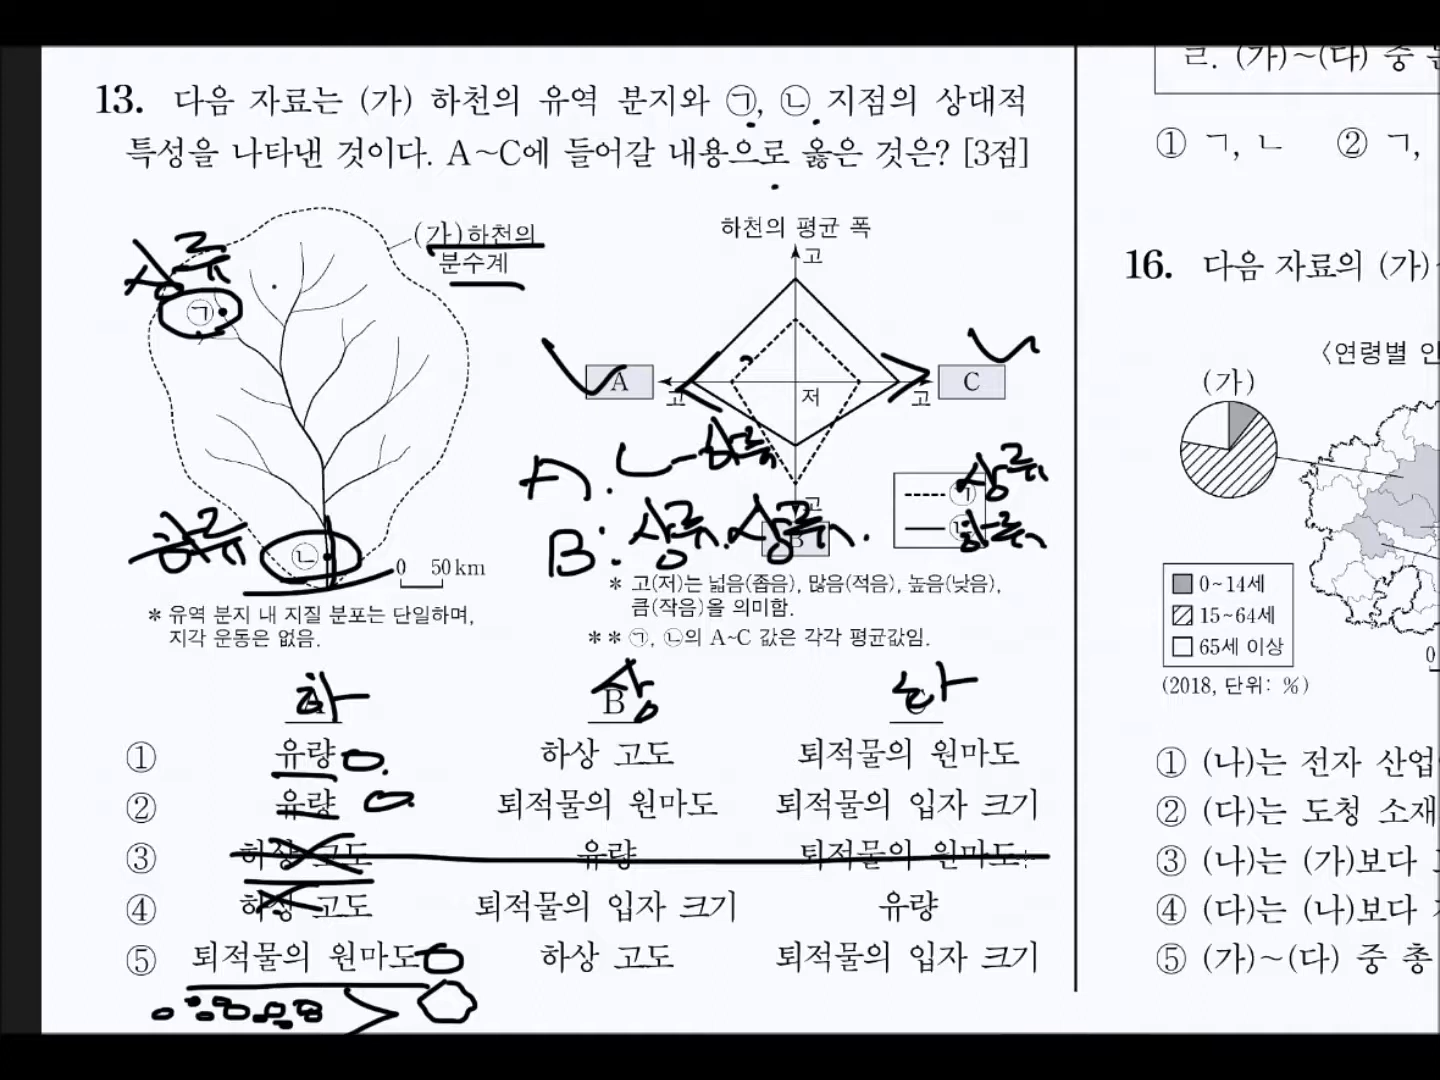 13. 다음 자료는 (가) 하천의 유역 분지와 ㉠, ㉡ 지점의 상대적
특성을 나타낸 것이다. A~C에 들어갈 내용으로 옳은 것은? [3점]
(가)하천의
분수계
상류
㉠
하류
㉡
0 50km
* 유역 분지 내 지질 분포는 단일하며,
지각 운동은 없음.
하천의 평균 폭
고
A
고
저
고
C
고
B
A. ㄴ-하류
B: 상류. 상류.
㉠ 상류
하류
* 고(저)는 넓음(좁음), 많음(적음), 높음(낮음),
큼(작음)을 의미함.
** ㉠, ㉡의 A~C 값은 각각 평균값임.
하
B 상
하
① 유량 하상 고도 퇴적물의 원마도
② 유량 퇴적물의 원마도 퇴적물의 입자 크기
③ 하상 고도 유량 퇴적물의 원마도
④ 하상 고도 퇴적물의 입자 크기 유량
⑤ 퇴적물의 원마도 하상 고도 퇴적물의 입자 크기
ㄹ. (가)~(다) 중
① ㄱ, ㄴ ② ㄱ,
16. 다음 자료의 (가)
<연령별 인
(가)
0~14세
15~64세
65세 이상
(2018, 단위: %)
0
① (나)는 전자 산업
② (다)는 도청 소재
③ (나)는 (가)보다
④ (다)는 (나)보다
⑤ (가)~(다) 중 총